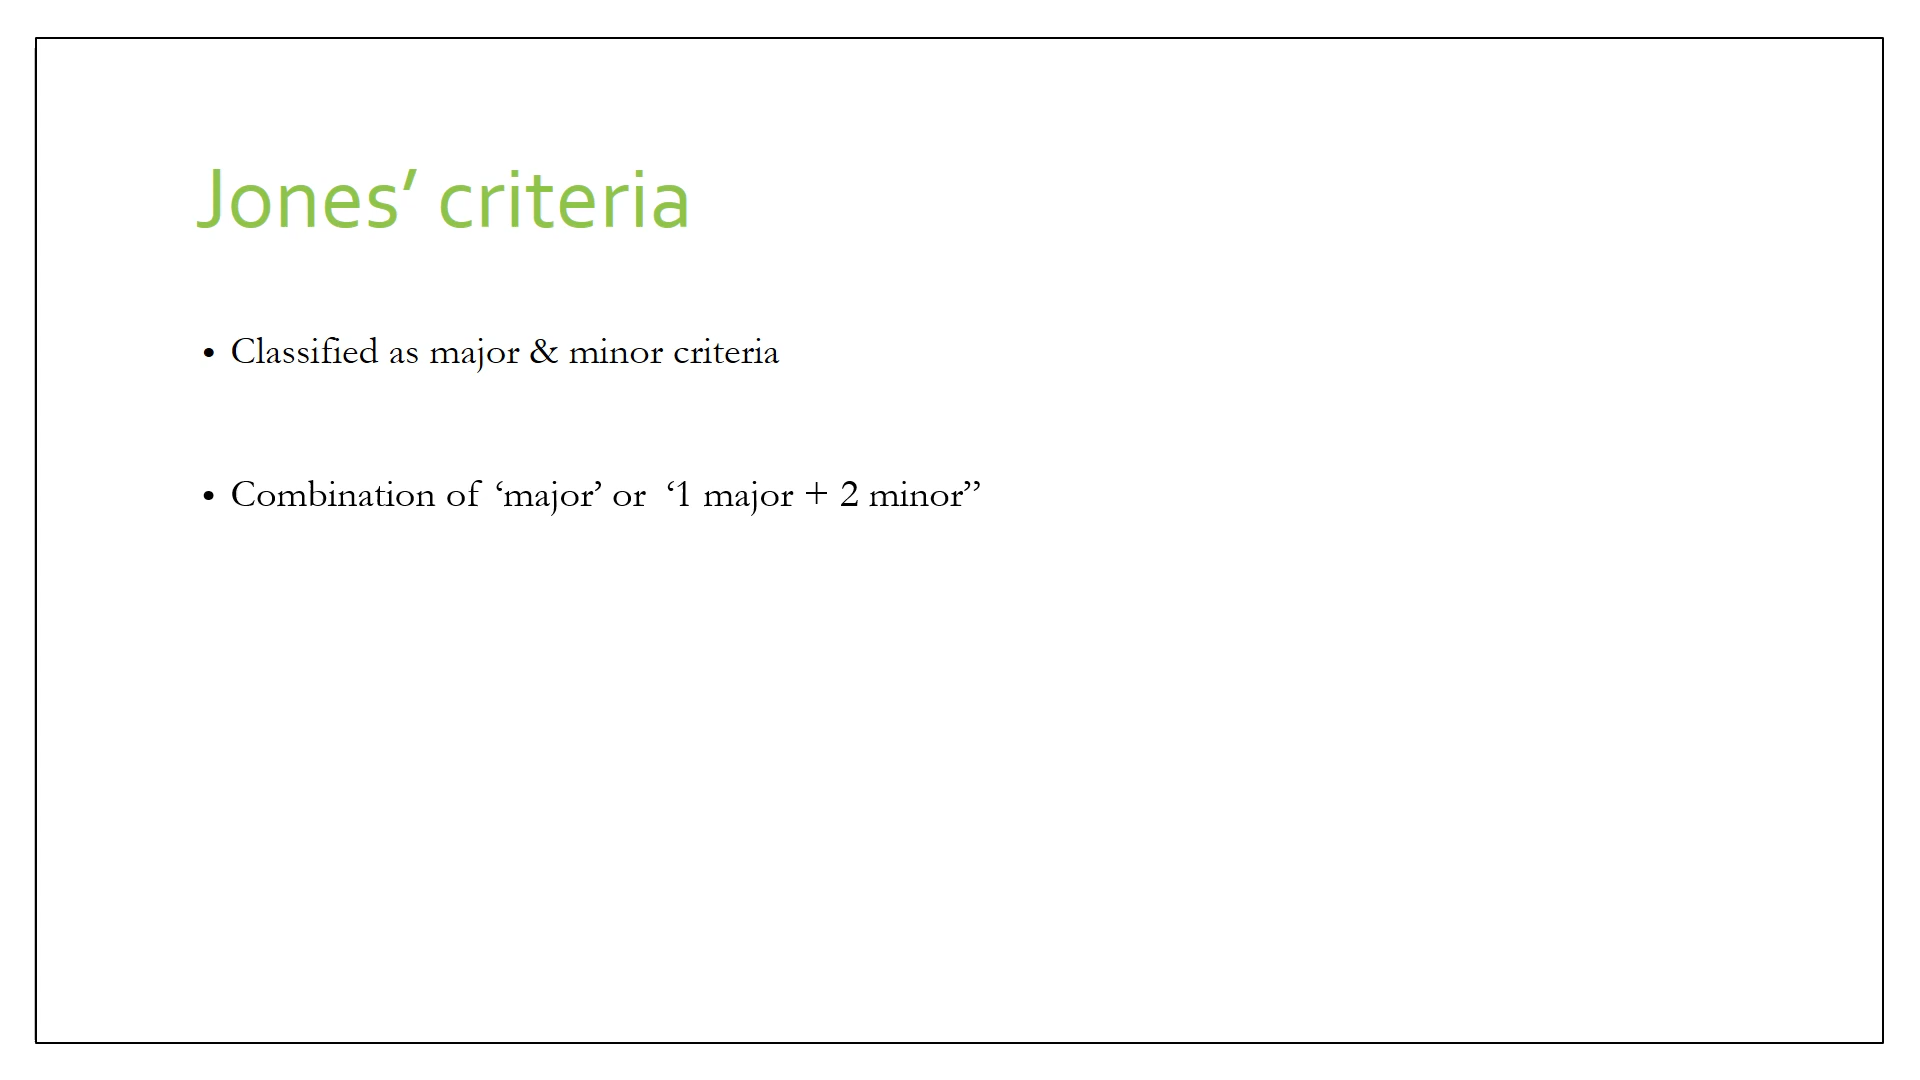 Jones’ criteria
• Classified as major & minor criteria
• Combination of ‘major’ or ‘1 major + 2 minor”